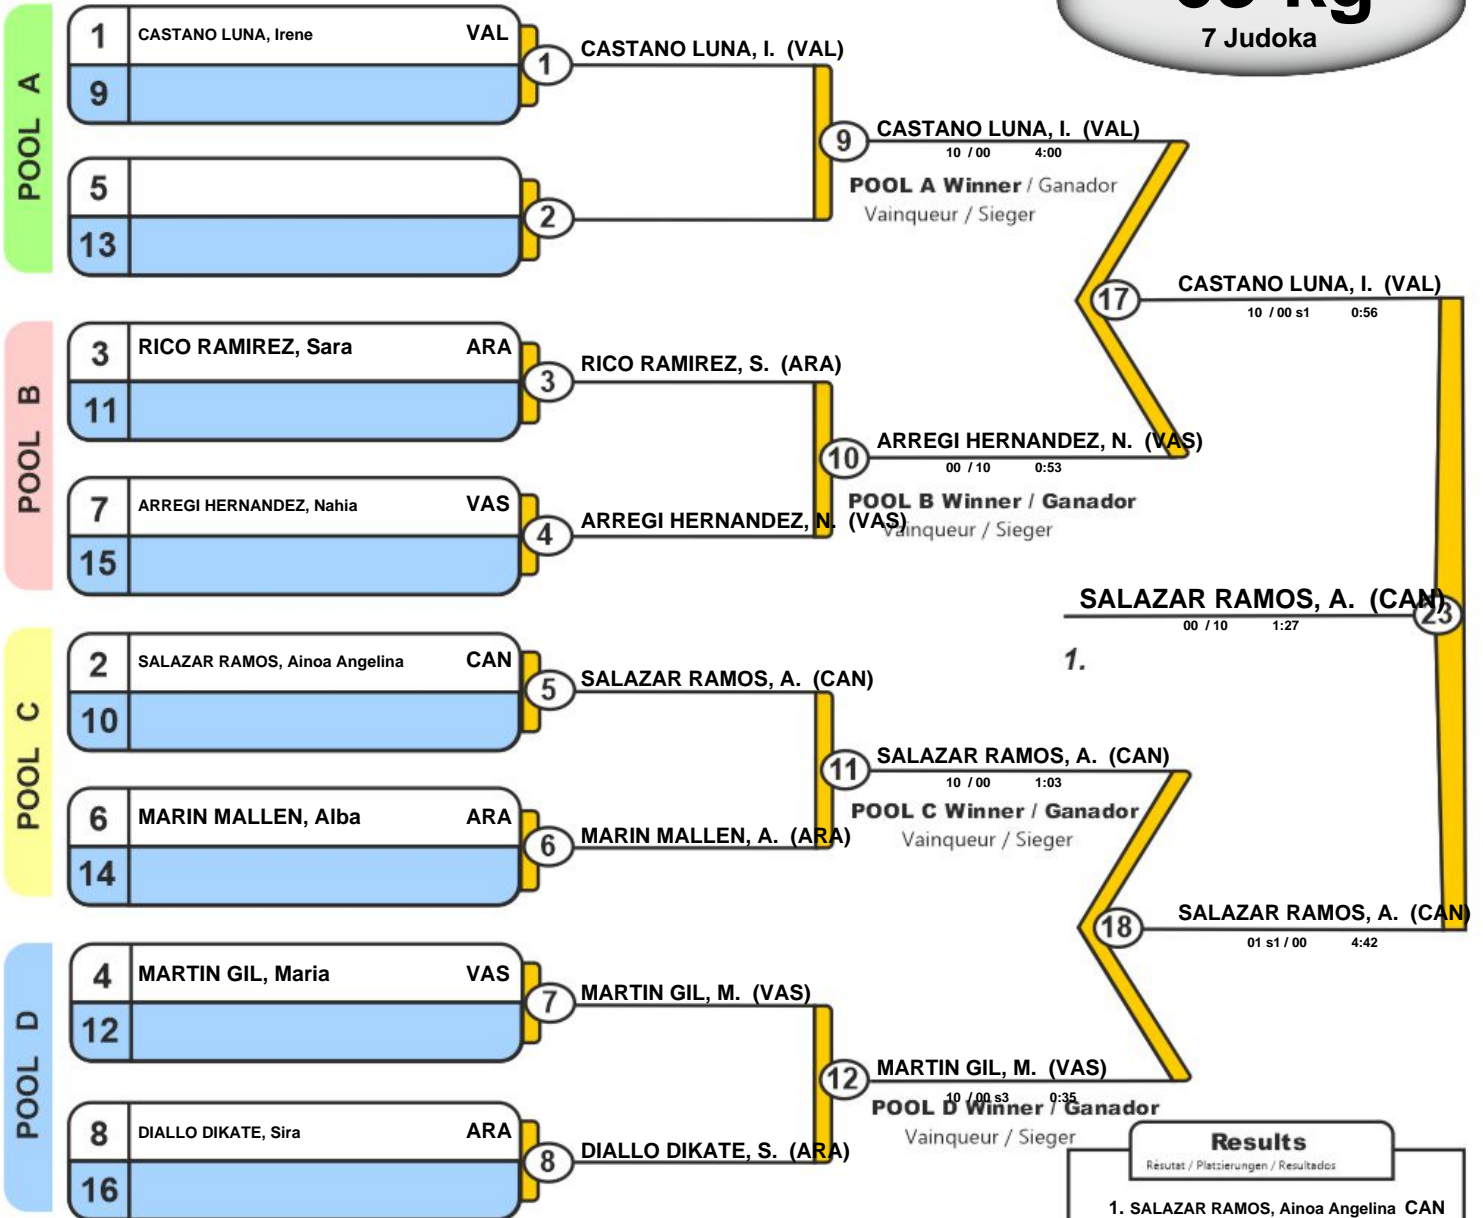 kg
7 Judoka
POOL A
1 CASTANO LUNA, Irene VAL
9
5
13
1
CASTANO LUNA, I. (VAL)
2
9
CASTANO LUNA, I. (VAL)
10 / 00 4:00
POOL A Winner / Ganador
Vainqueur / Sieger
POOL B
3 RICO RAMIREZ, Sara ARA
11
7 ARREGI HERNANDEZ, Nahia VAS
15
3
RICO RAMIREZ, S. (ARA)
4
ARREGI HERNANDEZ, N. (VAS)
10
ARREGI HERNANDEZ, N. (VAS)
00 / 10 0:53
POOL B Winner / Ganador
Vainqueur / Sieger
17
CASTANO LUNA, I. (VAL)
10 / 00 s1 0:56
SALAZAR RAMOS, A. (CAN)
23
00 / 10 1:27
1.
POOL C
2 SALAZAR RAMOS, Ainoa Angelina CAN
10
6 MARIN MALLEN, Alba ARA
14
5
SALAZAR RAMOS, A. (CAN)
6
MARIN MALLEN, A. (ARA)
11
SALAZAR RAMOS, A. (CAN)
10 / 00 1:03
POOL C Winner / Ganador
Vainqueur / Sieger
18
SALAZAR RAMOS, A. (CAN)
01 s1 / 00 4:42
POOL D
4 MARTIN GIL, Maria VAS
12
8 DIALLO DIKATE, Sira ARA
16
7
MARTIN GIL, M. (VAS)
8
DIALLO DIKATE, S. (ARA)
12
MARTIN GIL, M. (VAS)
10 / 00 s3 0:35
POOL D Winner / Ganador
Vainqueur / Sieger
Results
Résutat / Platzierungen / Resultados
1. SALAZAR RAMOS, Ainoa Angelina CAN